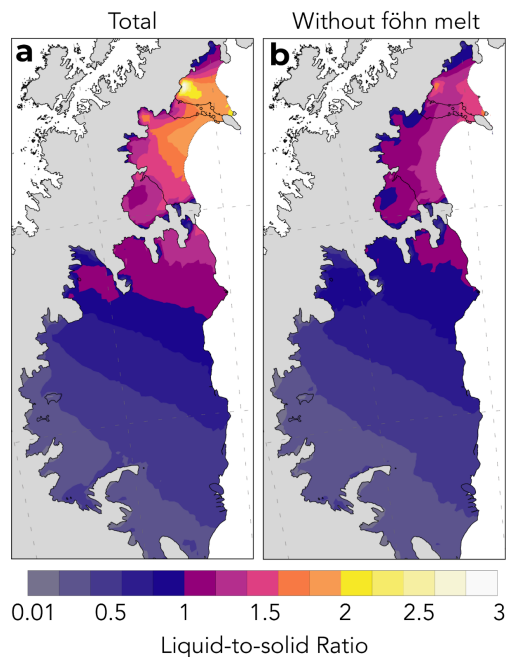 Total
Without föhn melt
a
b
0.01 0.5 1 1.5 2 2.5 3
Liquid-to-solid Ratio